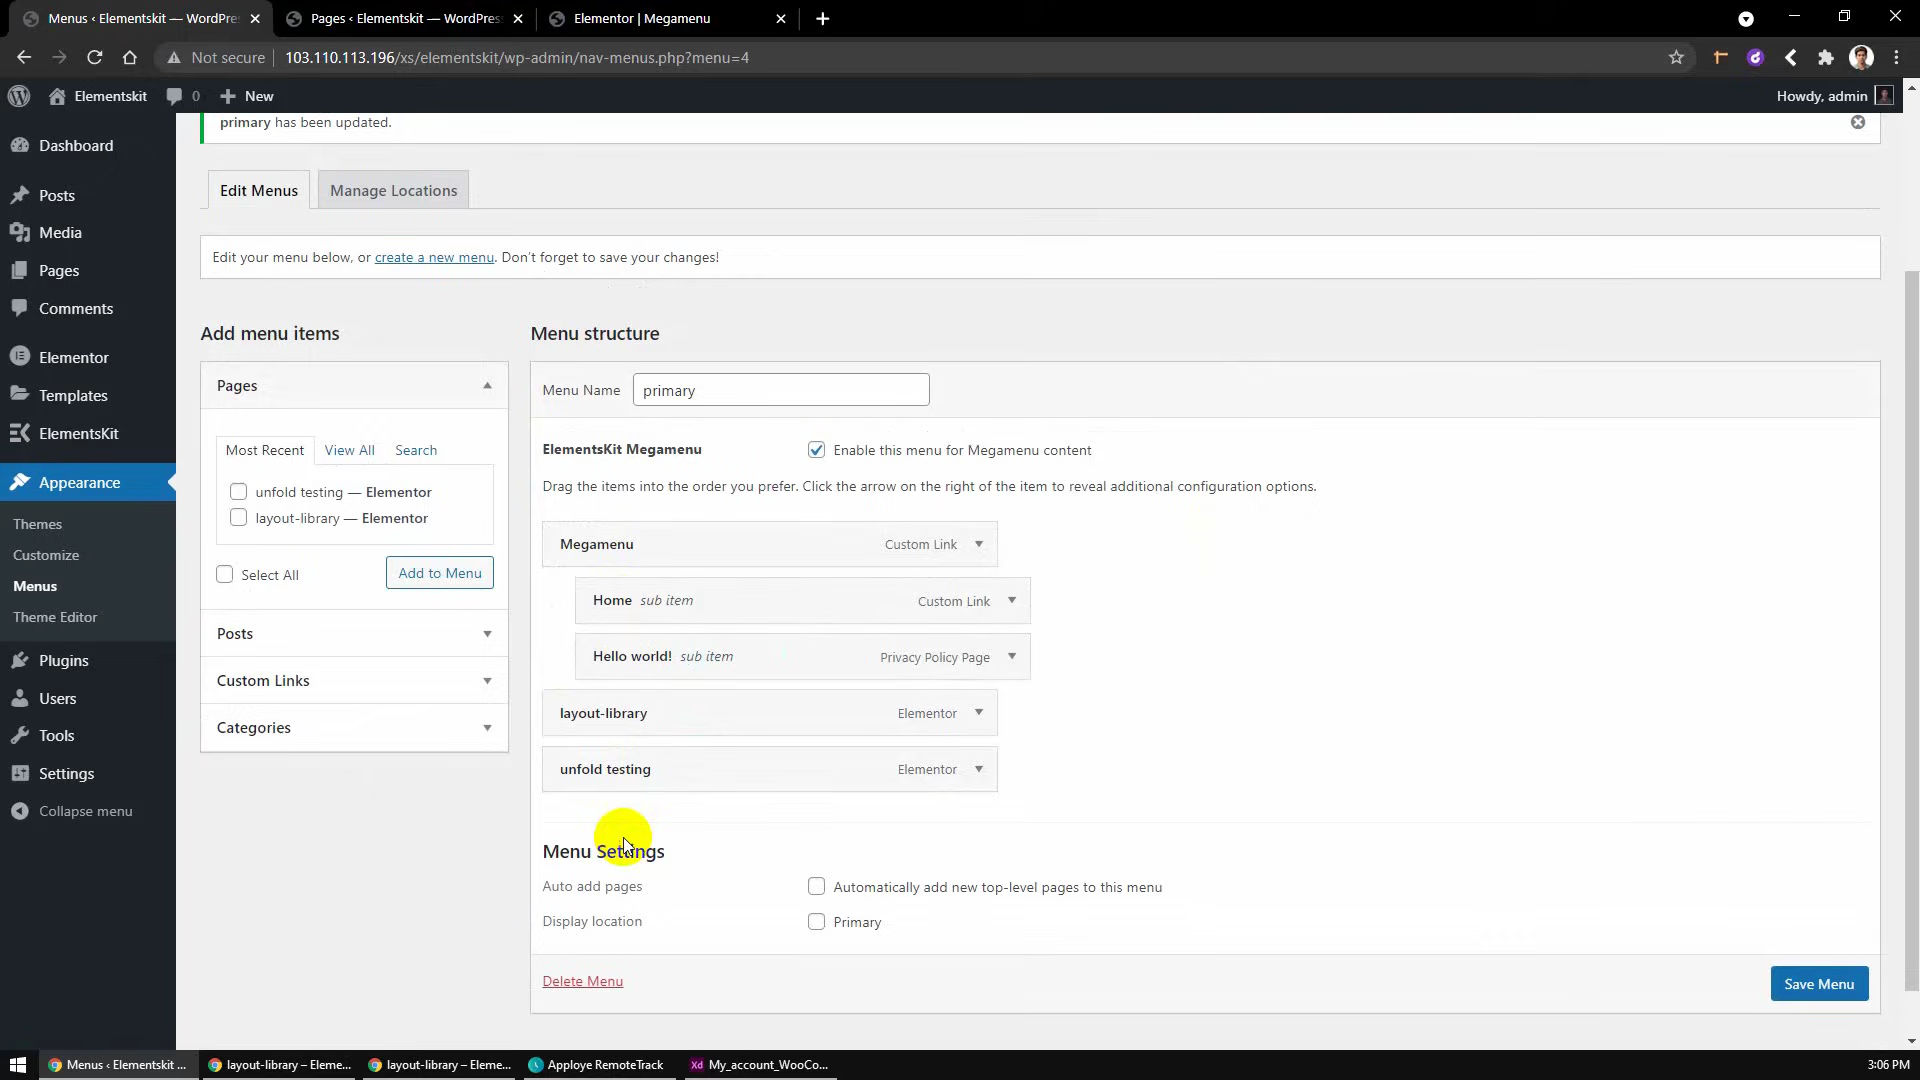 Menus ‹ Elementskit — WordPre
Pages ‹ Elementskit — WordPres
Elementor | Megamenu
Not secure
103.110.113.196/xs/elementskit/wp-admin/nav-menus.php?menu=4
Elementskit
0
New
Howdy, admin
primary has been updated.
Dashboard
Posts
Media
Pages
Comments
Elementor
Templates
ElementsKit
Appearance
Themes
Customize
Menus
Theme Editor
Plugins
Users
Tools
Settings
Collapse menu
Edit Menus
Manage Locations
Edit your menu below, or create a new menu. Don't forget to save your changes!
Add menu items
Pages
Most Recent
View All
Search
unfold testing — Elementor
layout-library — Elementor
Select All
Add to Menu
Posts
Custom Links
Categories
Menu structure
Menu Name
primary
ElementsKit Megamenu
Enable this menu for Megamenu content
Drag the items into the order you prefer. Click the arrow on the right of the item to reveal additional configuration options.
Megamenu
Custom Link
Home sub item
Custom Link
Hello world! sub item
Privacy Policy Page
layout-library
Elementor
unfold testing
Elementor
Menu Settings
Auto add pages
Automatically add new top-level pages to this menu
Display location
Primary
Delete Menu
Save Menu
Menus ‹ Elementskit ...
layout-library – Eleme...
layout-library – Eleme...
Apploye RemoteTrack
Xd
My_account_WooCo...
3:06 PM